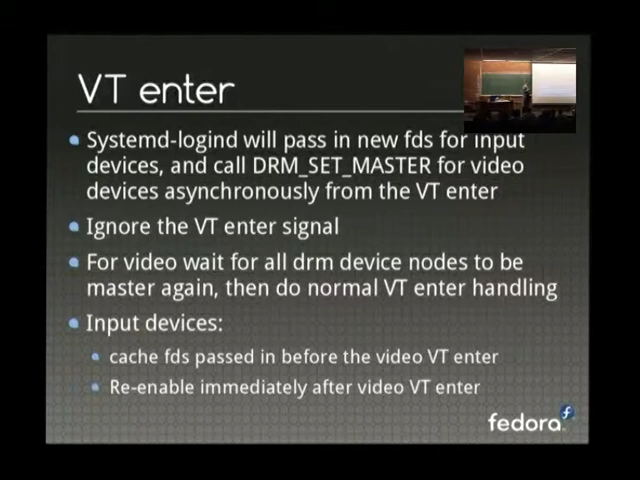 VT enter
Systemd-logind will pass in new fds for input
devices, and call DRM_SET_MASTER for video
devices asynchronously from the VT enter
Ignore the VT enter signal
For video wait for all drm device nodes to be
master again, then do normal VT enter handling
Input devices:
cache fds passed in before the video VT enter
Re-enable immediately after video VT enter
fedora